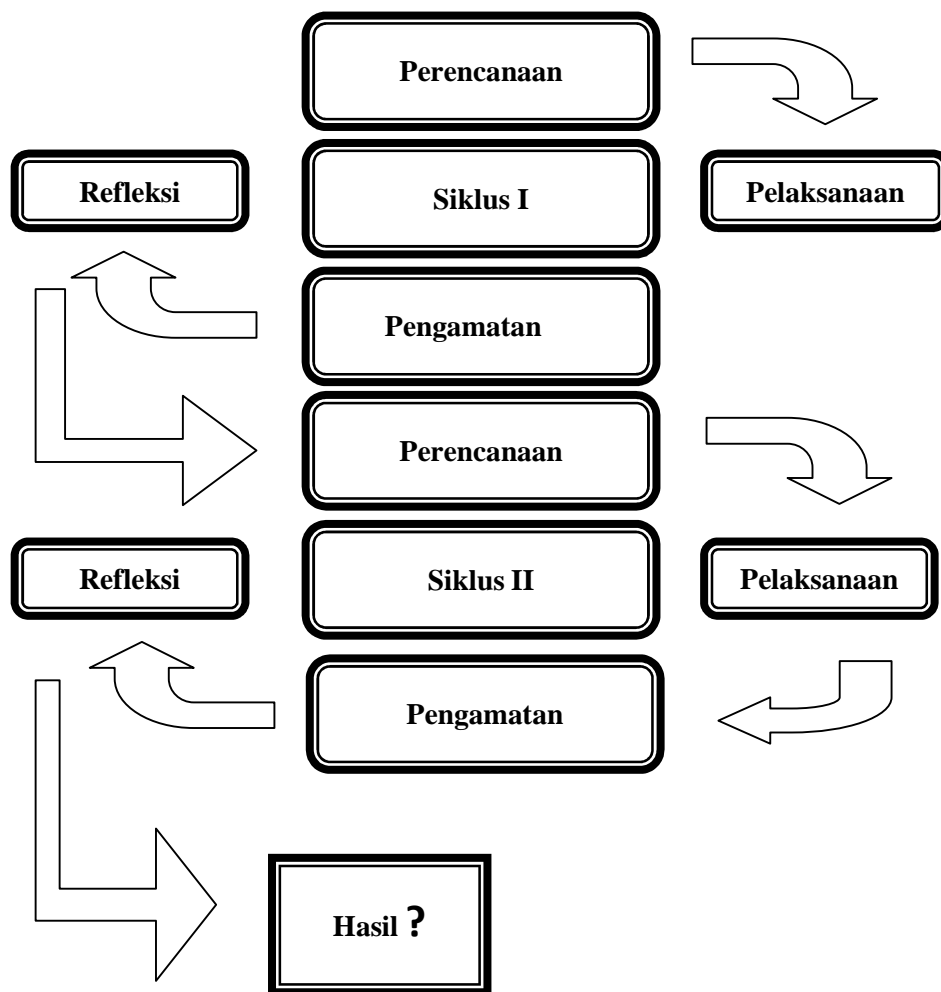 Perencanaan
Refleksi
Siklus I
Pelaksanaan
Pengamatan
Perencanaan
Refleksi
Siklus II
Pelaksanaan
Pengamatan
Hasil ?